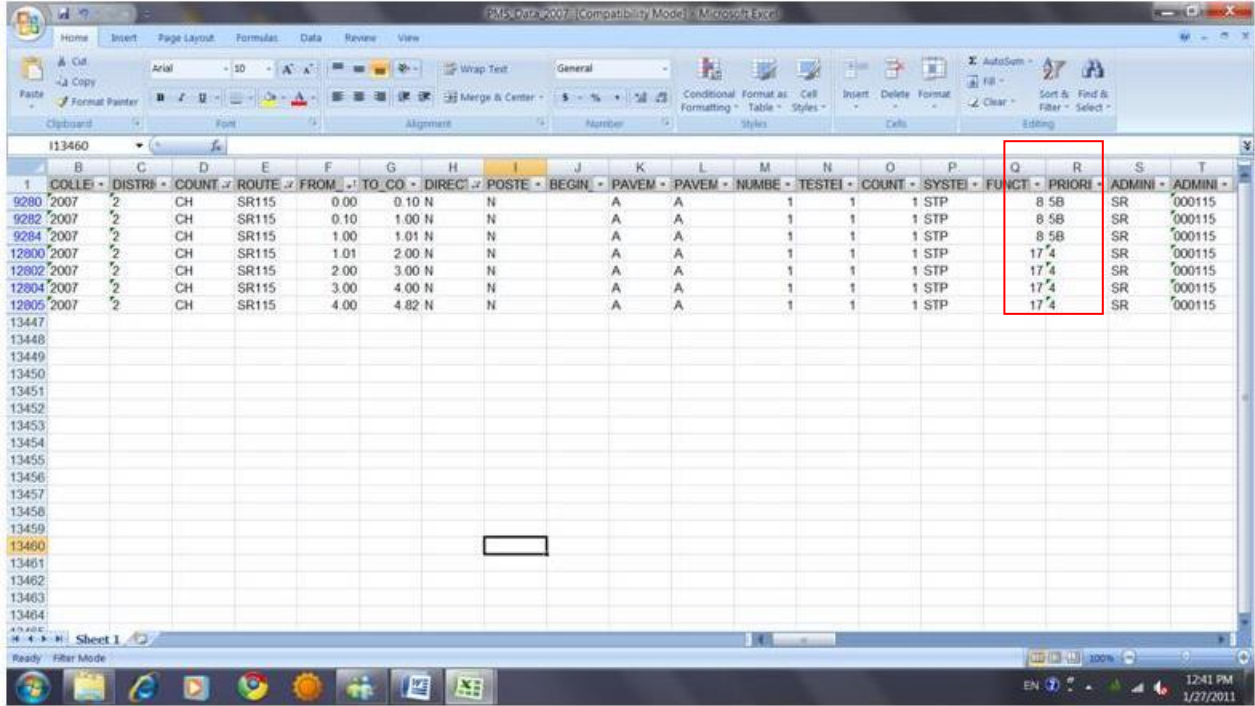 PMS_Data_2007 [Compatibility Mode] - Microsoft Excel
Home Insert Page Layout Formulas Data Review View
Cut
Copy
Format Painter
Paste
Clipboard
Arial 10
B I U
Font
Wrap Text
Merge & Center
Alignment
General
$ % ,
Number
Conditional Formatting
Format as Table
Cell Styles
Styles
Insert Delete Format
Cells
Σ AutoSum
Fill
Clear
Sort & Filter
Find & Select
Editing
I13460 fx
B C D E F G H I J K L M N O P Q R S T
1 COLLE DISTRI COUNT ROUTE FROM_ TO_CO DIRECT POSTE BEGIN_ PAVEM PAVEM NUMBE TESTEI COUNT SYSTEI FUNCT PRIORI ADMINI ADMINI
9280 2007 2 CH SR115 0.00 0.10 N N A A 1 1 1 STP 8 5B SR 000115
9282 2007 2 CH SR115 0.10 1.00 N N A A 1 1 1 STP 8 5B SR 000115
9284 2007 2 CH SR115 1.00 1.01 N N A A 1 1 1 STP 8 5B SR 000115
12800 2007 2 CH SR115 1.01 2.00 N N A A 1 1 1 STP 17 4 SR 000115
12802 2007 2 CH SR115 2.00 3.00 N N A A 1 1 1 STP 17 4 SR 000115
12804 2007 2 CH SR115 3.00 4.00 N N A A 1 1 1 STP 17 4 SR 000115
12805 2007 2 CH SR115 4.00 4.82 N N A A 1 1 1 STP 17 4 SR 000115
13447
13448
13449
13450
13451
13452
13453
13454
13455
13456
13457
13458
13459
13460
13461
13462
13463
13464
Sheet 1
Ready Filter Mode 100%
EN 12:41 PM
1/27/2011